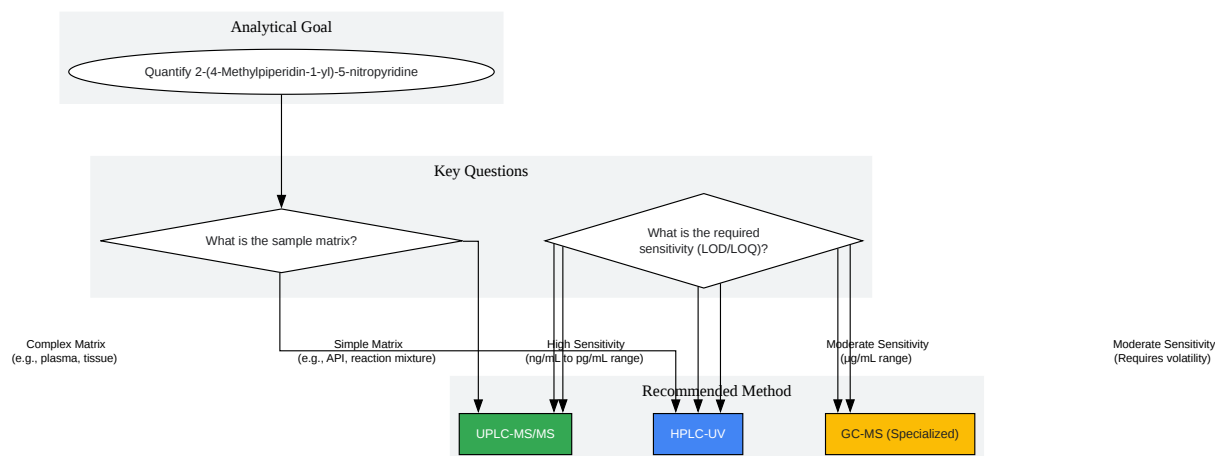 Analytical Goal
Quantify 2-(4-Methylpiperidin-1-yl)-5-nitropyridine
Key Questions
What is the sample matrix?
What is the required
sensitivity (LOD/LOQ)?
Complex Matrix
(e.g., plasma, tissue)
Simple Matrix
(e.g., API, reaction mixture)
High Sensitivity
(ng/mL to pg/mL range)
Moderate Sensitivity
(µg/mL range)
Moderate Sensitivity
(Requires volatility)
Recommended Method
UPLC-MS/MS
HPLC-UV
GC-MS (Specialized)